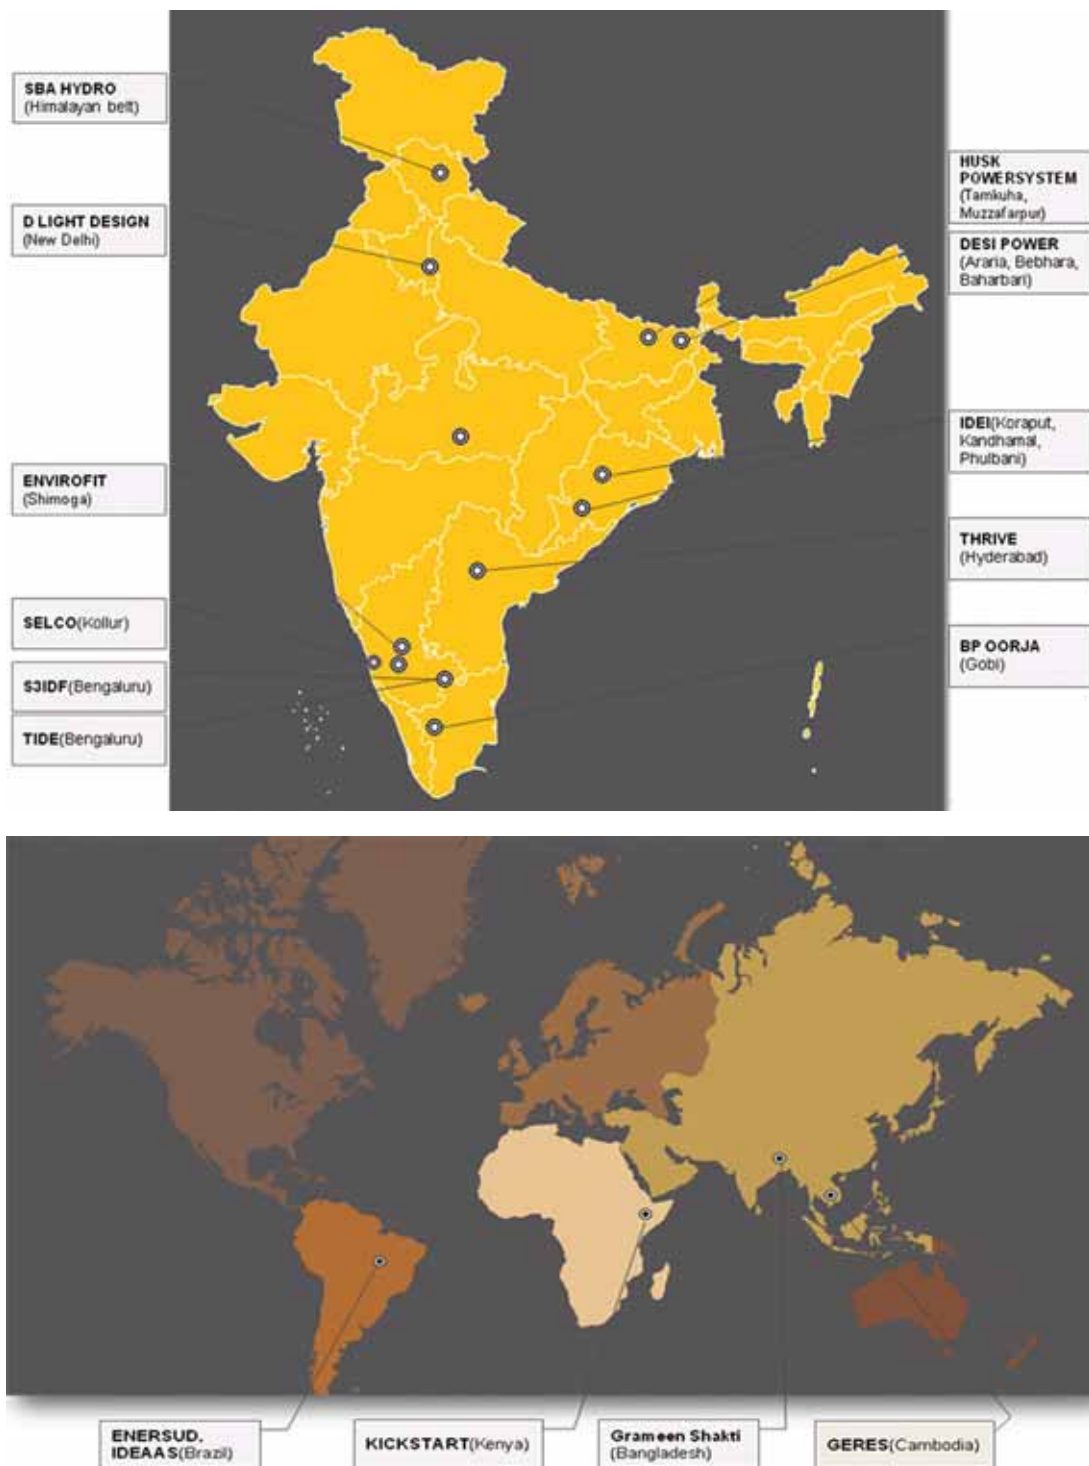 SBA HYDRO
(Himalayan belt)
D LIGHT DESIGN
(New Delhi)
ENVIROFIT
(Shimoga)
SELCO(Kollur)
S3IDF(Bengaluru)
TIDE(Bengaluru)
HUSK
POWERSYSTEM
(Tamkuha,
Muzzafarpur)
DESI POWER
(Araria, Bebhara,
Baharbari)
IDEI(Koraput,
Kandhamal,
Phulbani)
THRIVE
(Hyderabad)
BP OORJA
(Gobi)
ENERSUD,
IDEAAS(Brazil)
KICKSTART(Kenya)
Grameen Shakti
(Bangladesh)
GERES(Cambodia)